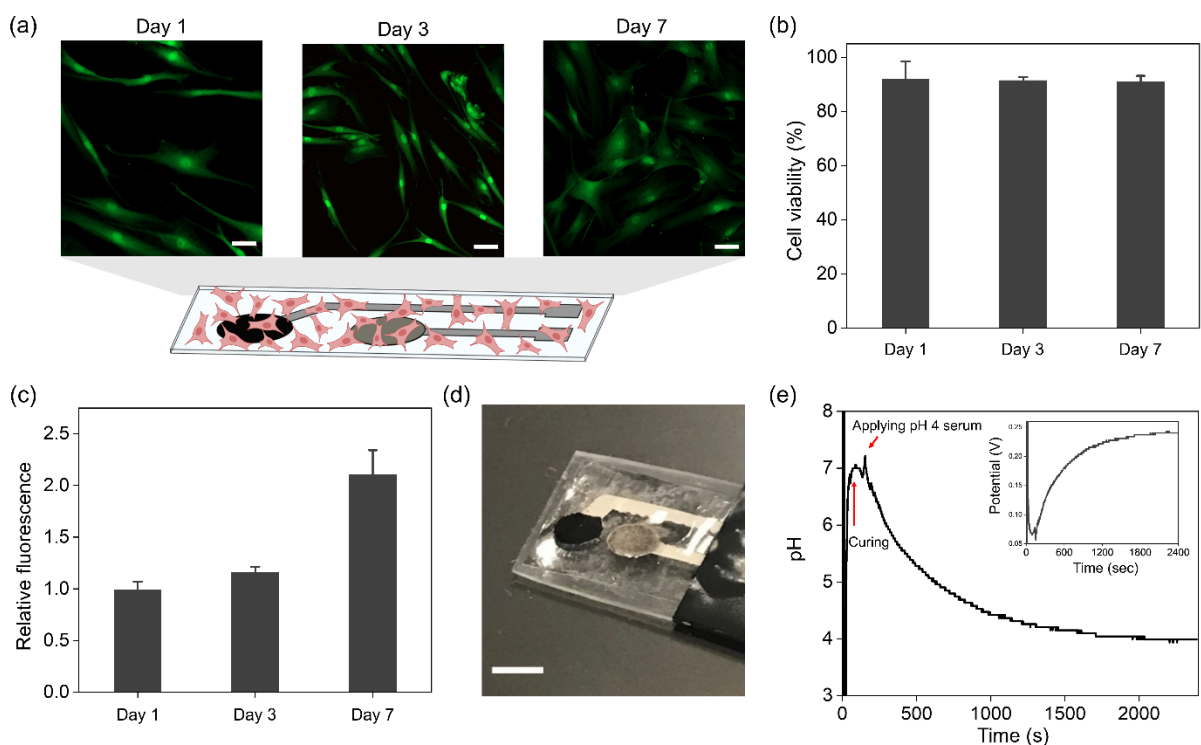 (a)
Day 1
Day 3
Day 7
(b)
Cell viability (%)
100
80
60
40
20
0
Day 1
Day 3
Day 7
(c)
Relative fluorescence
2.5
2.0
1.5
1.0
0.5
0.0
Day 1
Day 3
Day 7
(d)
(e)
pH
8
7
6
5
4
3
Applying pH 4 serum
Curing
0
500
1000
1500
2000
Time (s)
Potential (V)
0.25
0.20
0.15
0.10
0.05
0
600
1200
1800
2400
Time (sec)